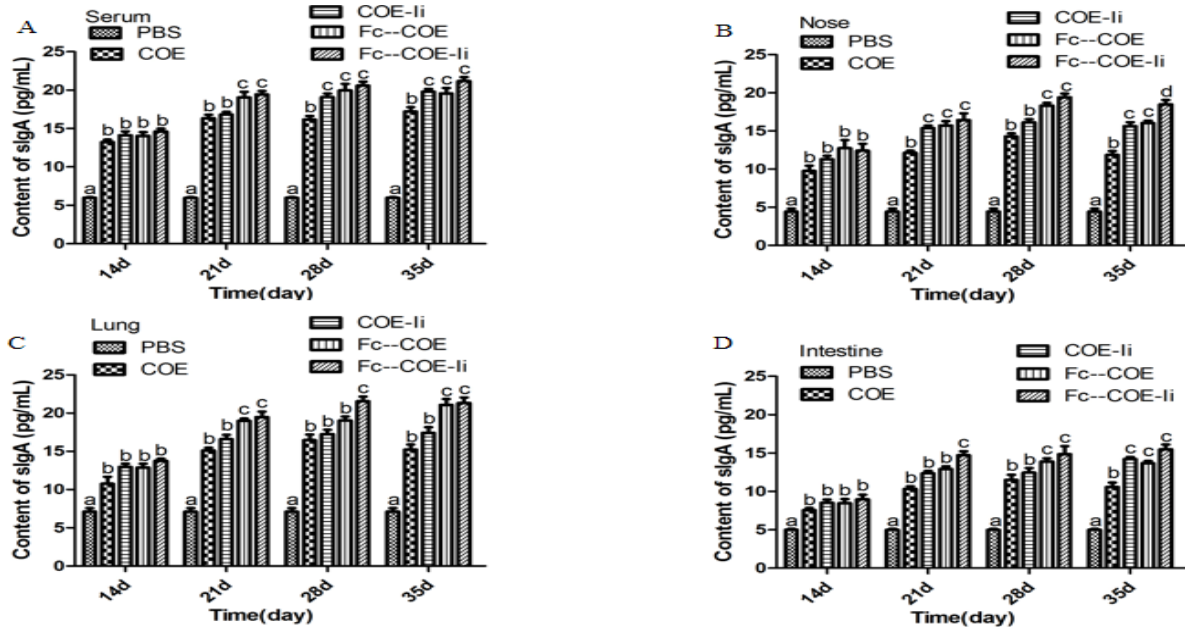 A
Serum
PBS
COE
COE-Ii
Fc--COE
Fc--COE-Ii
Content of sIgA (pg/mL)
25
20
15
10
5
0
a b b b b
a b b c c
a b c c c
a b c c c
14d 21d 28d 35d
Time(day)
B
Nose
PBS
COE
COE-Ii
Fc--COE
Fc--COE-Ii
Content of sIgA (pg/mL)
25
20
15
10
5
0
a b b b b
a b c c c
a b b c c
a b c c d
14d 21d 28d 35d
Time(day)
C
Lung
PBS
COE
COE-Ii
Fc--COE
Fc--COE-Ii
Content of sIgA (pg/mL)
25
20
15
10
5
0
a b b b b
a b b c c
a b b b c
a b b c c
14d 21d 28d 35d
Time(day)
D
Intestine
PBS
COE
COE-Ii
Fc--COE
Fc--COE-Ii
Content of sIgA (pg/mL)
25
20
15
10
5
0
a b b b b
a b b b c
a b b c c
a b c c c
14d 21d 28d 35d
Time(day)